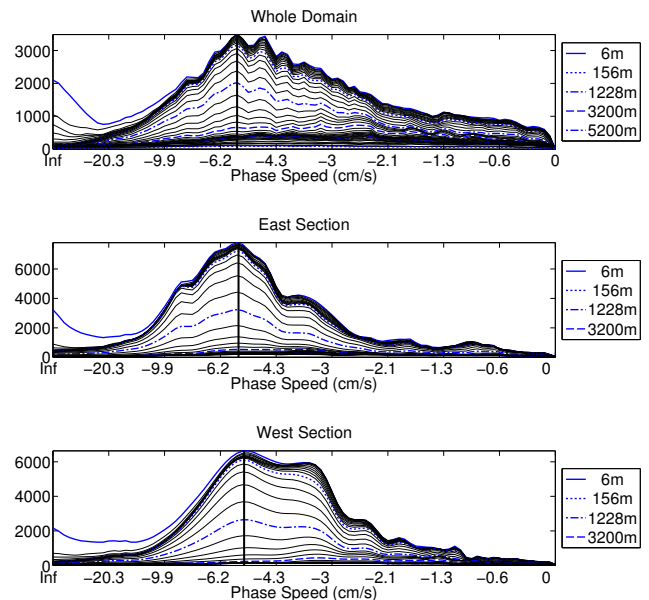 Whole Domain
3000
2000
1000
0
Inf −20.3 −9.9 −6.2 −4.3 −3 −2.1 −1.3 −0.6 0
Phase Speed (cm/s)
6m
156m
1228m
3200m
5200m
East Section
6000
4000
2000
0
Inf −20.3 −9.9 −6.2 −4.3 −3 −2.1 −1.3 −0.6 0
Phase Speed (cm/s)
6m
156m
1228m
3200m
West Section
6000
4000
2000
0
Inf −20.3 −9.9 −6.2 −4.3 −3 −2.1 −1.3 −0.6 0
Phase Speed (cm/s)
6m
156m
1228m
3200m